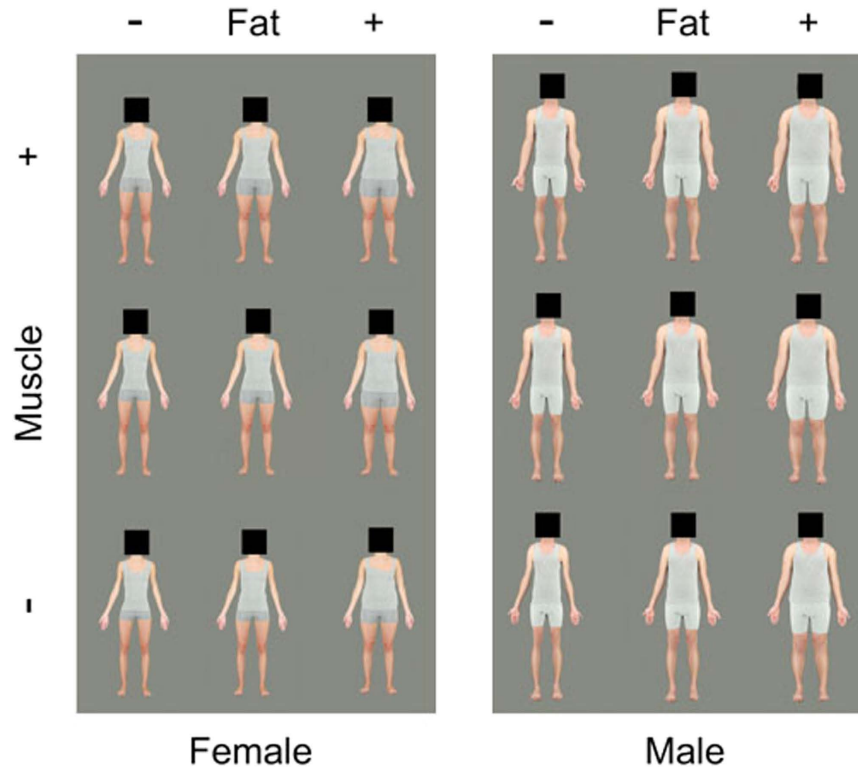 - Fat +
- Fat +
+
Muscle
-
Female
Male